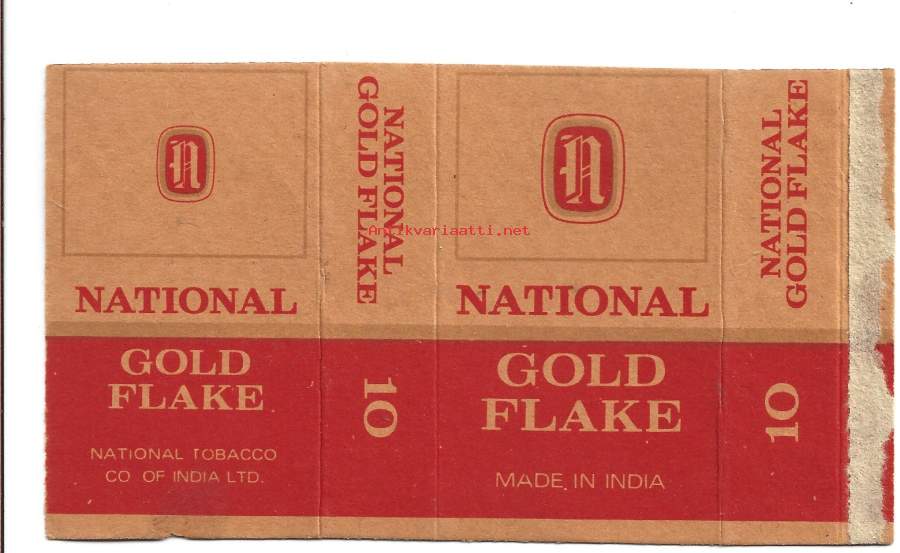 N
NATIONAL
GOLD
FLAKE
NATIONAL TOBACCO
CO OF INDIA LTD.
NATIONAL
GOLD FLAKE
10
N
NATIONAL
GOLD
FLAKE
MADE IN INDIA
NATIONAL
GOLD FLAKE
10
Antikvariaatti.net